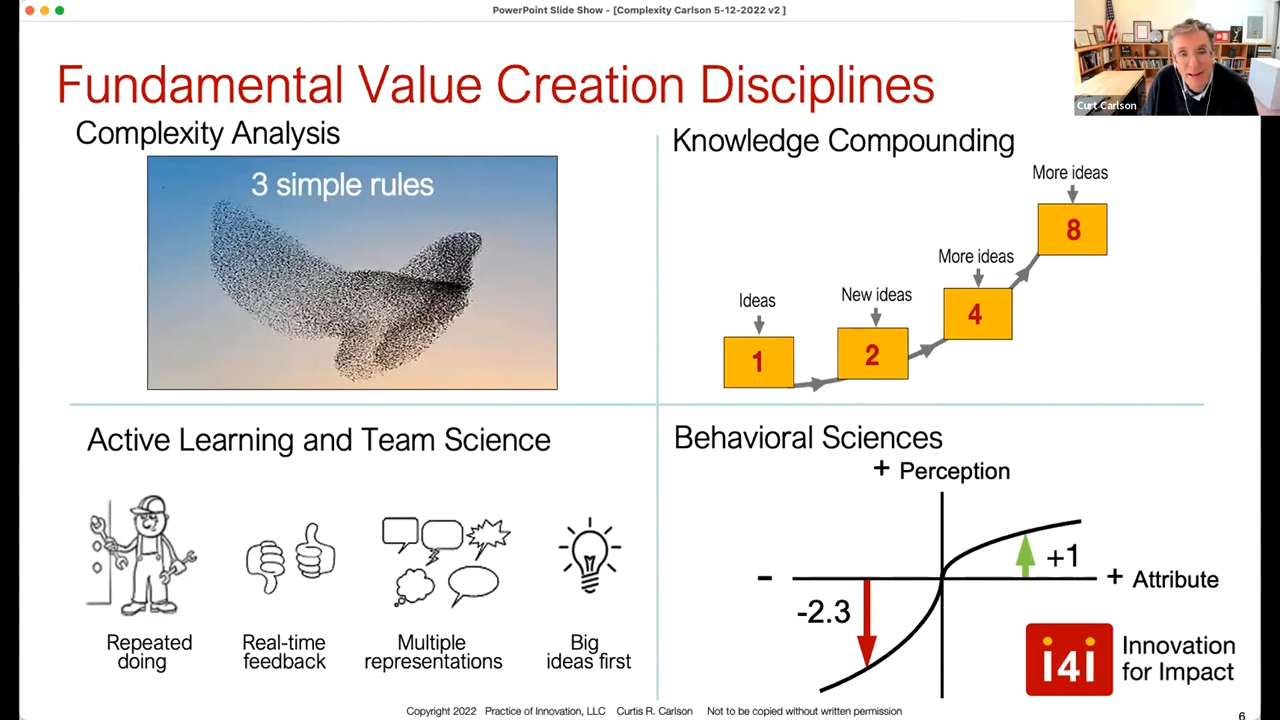 PowerPoint Slide Show - [Complexity Carlson 5-12-2022 v2 ]
Curt Carlson
Fundamental Value Creation Disciplines
Complexity Analysis
3 simple rules
Knowledge Compounding
More ideas
8
More ideas
4
New ideas
2
Ideas
1
Active Learning and Team Science
Repeated
doing
Real-time
feedback
Multiple
representations
Big
ideas first
Behavioral Sciences
+ Perception
+1
- 
+ Attribute
-2.3
i4i
Innovation
for Impact
Copyright 2022 Practice of Innovation, LLC Curtis R. Carlson Not to be copied without written permission
6